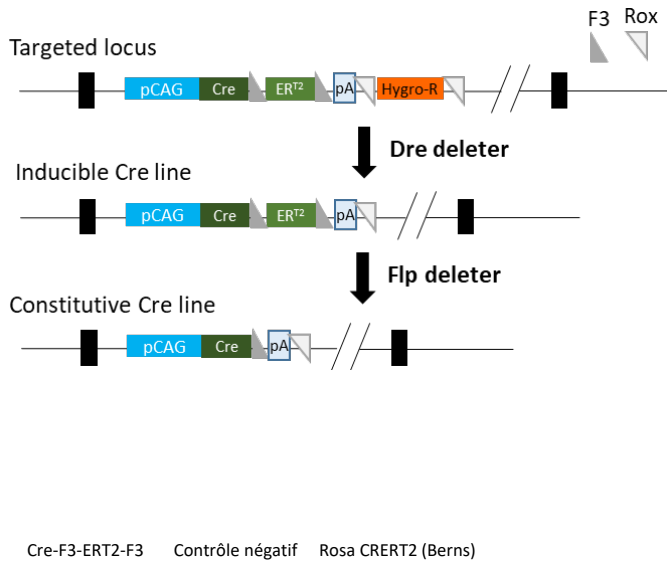 F3 Rox
Targeted locus
pCAG Cre ERT2 pA Hygro-R
Dre deleter
Inducible Cre line
pCAG Cre ERT2 pA
Flp deleter
Constitutive Cre line
pCAG Cre pA
Cre-F3-ERT2-F3 Contrôle négatif Rosa CRERT2 (Berns)